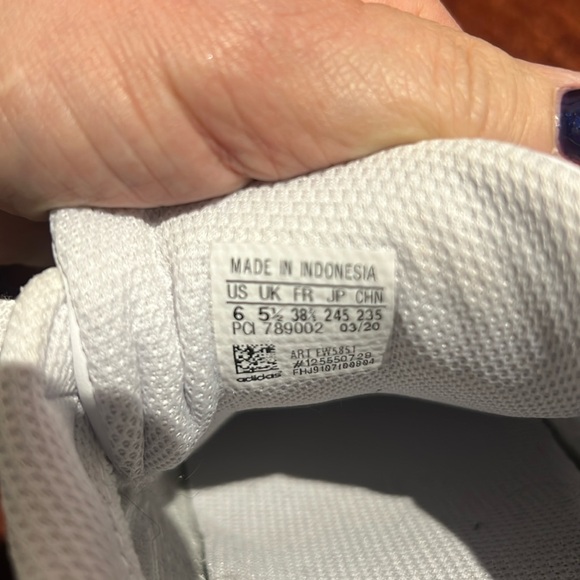 MADE IN INDONESIA
US UK FR JP CHN
6 5½ 38⅔ 245 235
PCI 789002 03/20
ART EW5851
adidas